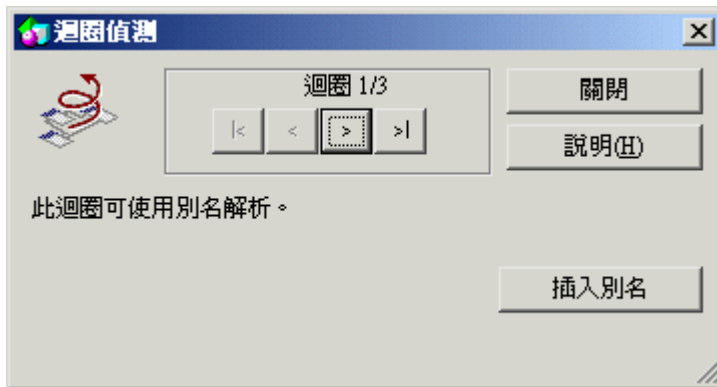 迴圈偵測
迴圈 1/3
|< < > >|
關閉
說明(H)
此迴圈可使用別名解析。
插入別名